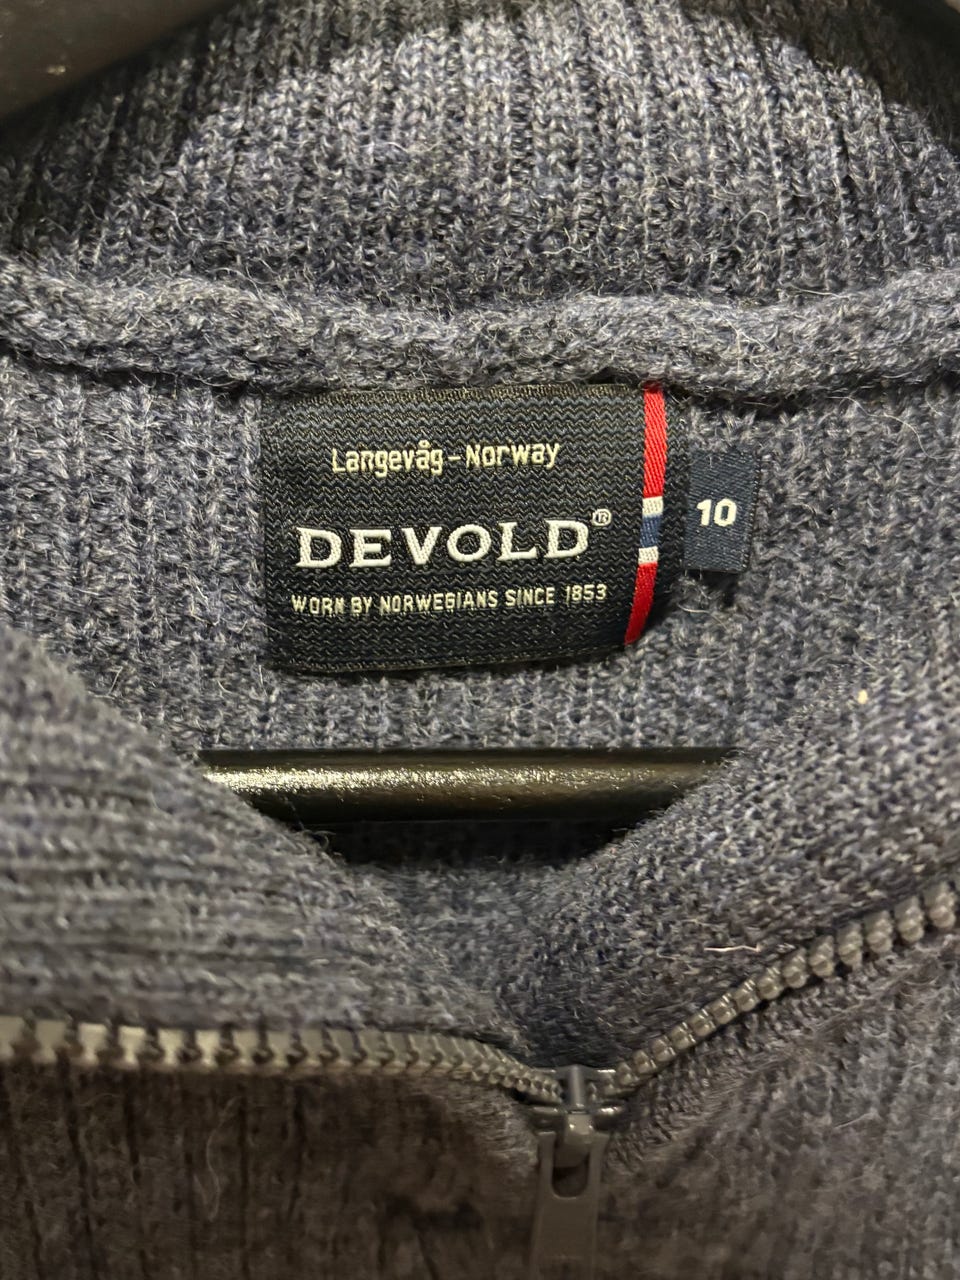 Langevåg - Norway
DEVOLD®
WORN BY NORWEGIANS SINCE 1853
10